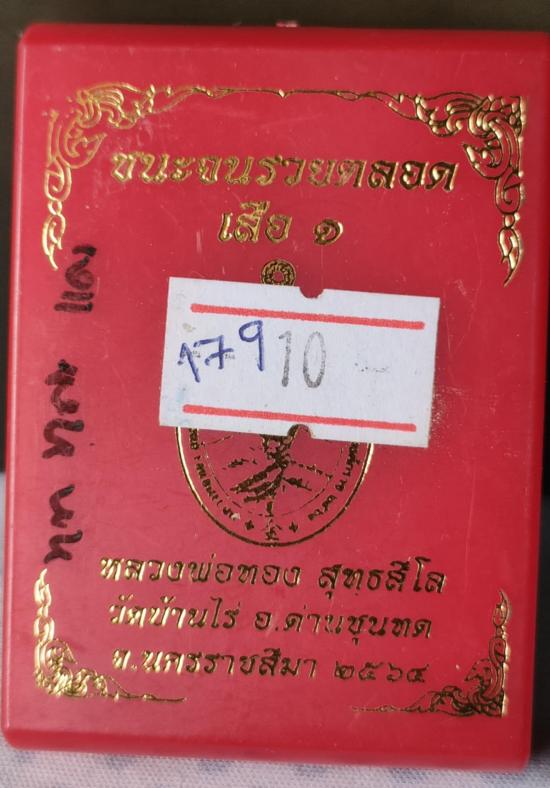 ชนะจนรวยตลอด
เสือ ๑
179 10
หลวงพ่อทอง สุทฺธสีโล
วัดบ้านไร่ อ.ด่านขุนทด
จ.นครราชสีมา ๒๕๖๔